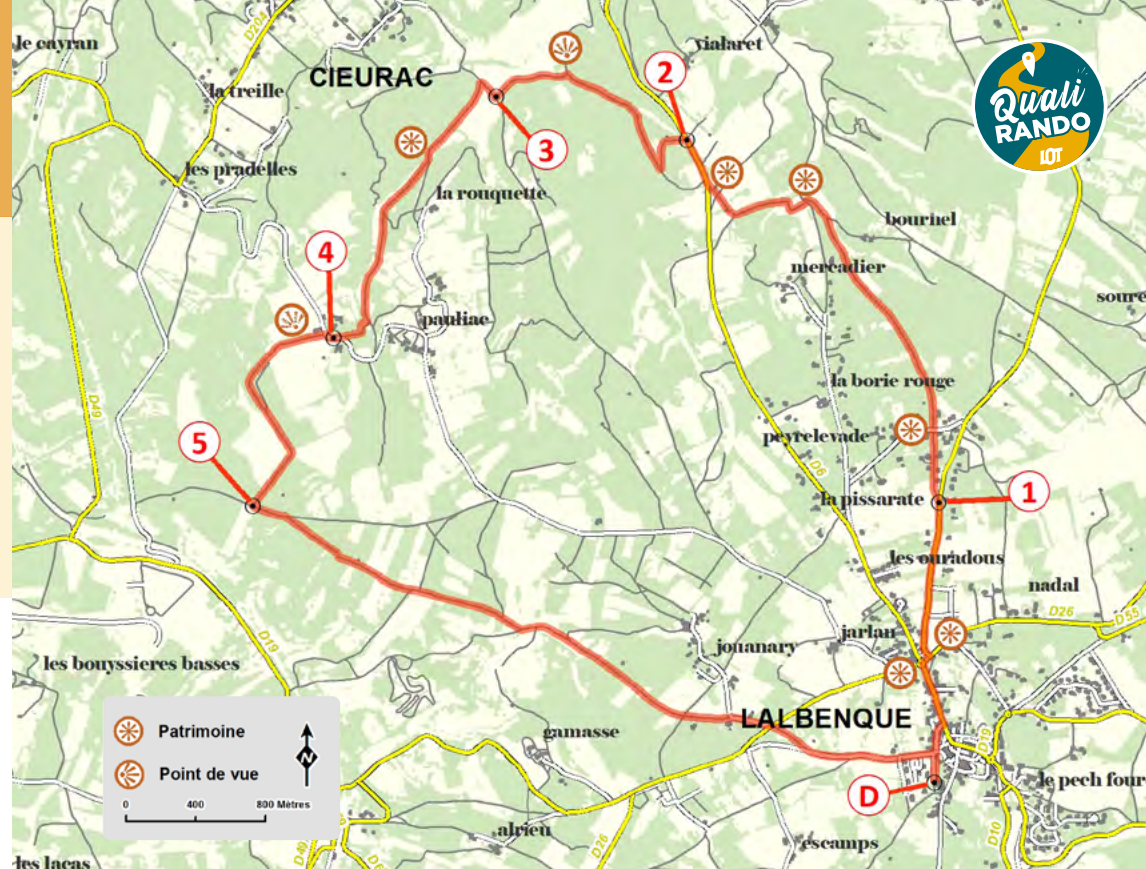 le cayran
D204
vialaret
CIEURAC
2
Quali
RANDO
LOT
la treille
3
les pradelles
la rouquette
bournel
4
mercadier
soure
pauliac
D49
la borie rouge
5
peyrelevade
D6
la pissarate
1
les ouradous
nadal
D26
D55
jarlan
jouanary
D19
les bouyssieres basses
LALBENQUE
Patrimoine
gamasse
D19
Point de vue
N
le pech four
0 400 800 Mètres
D
alrieu
D26
D10
escamps
les lacas